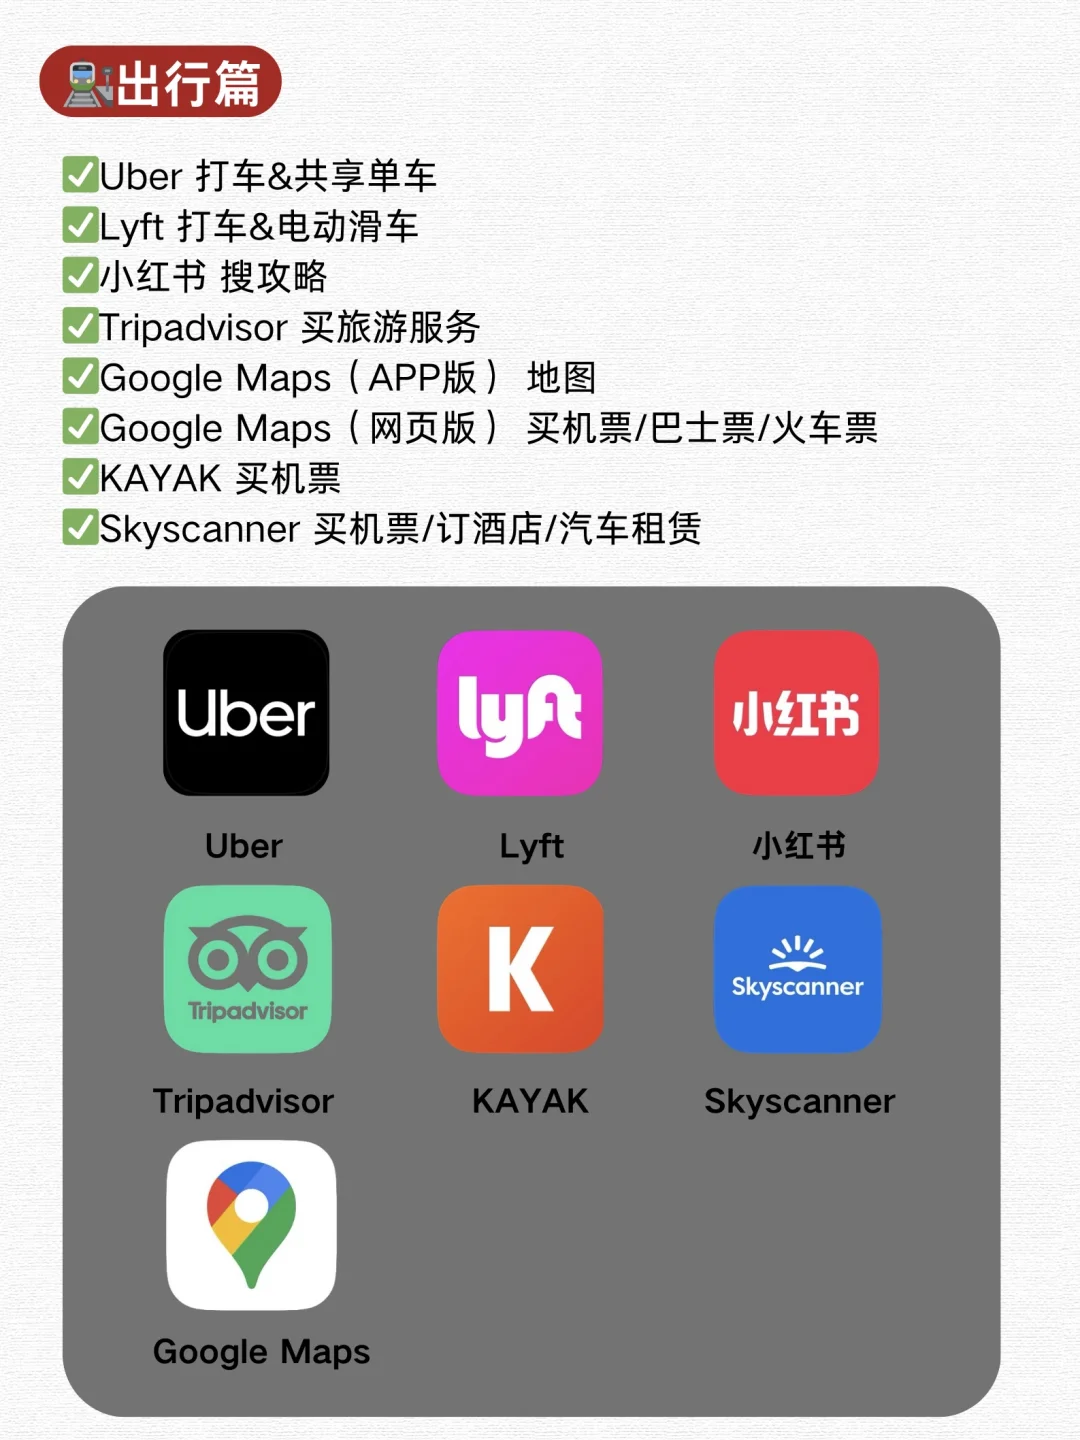 出行篇
✅Uber 打车&共享单车
✅Lyft 打车&电动滑车
✅小红书 搜攻略
✅Tripadvisor 买旅游服务
✅Google Maps（APP版） 地图
✅Google Maps（网页版） 买机票/巴士票/火车票
✅KAYAK 买机票
✅Skyscanner 买机票/订酒店/汽车租赁
Uber lyft 小红书
Uber Lyft 小红书
Tripadvisor K Skyscanner
Tripadvisor KAYAK Skyscanner
Google Maps